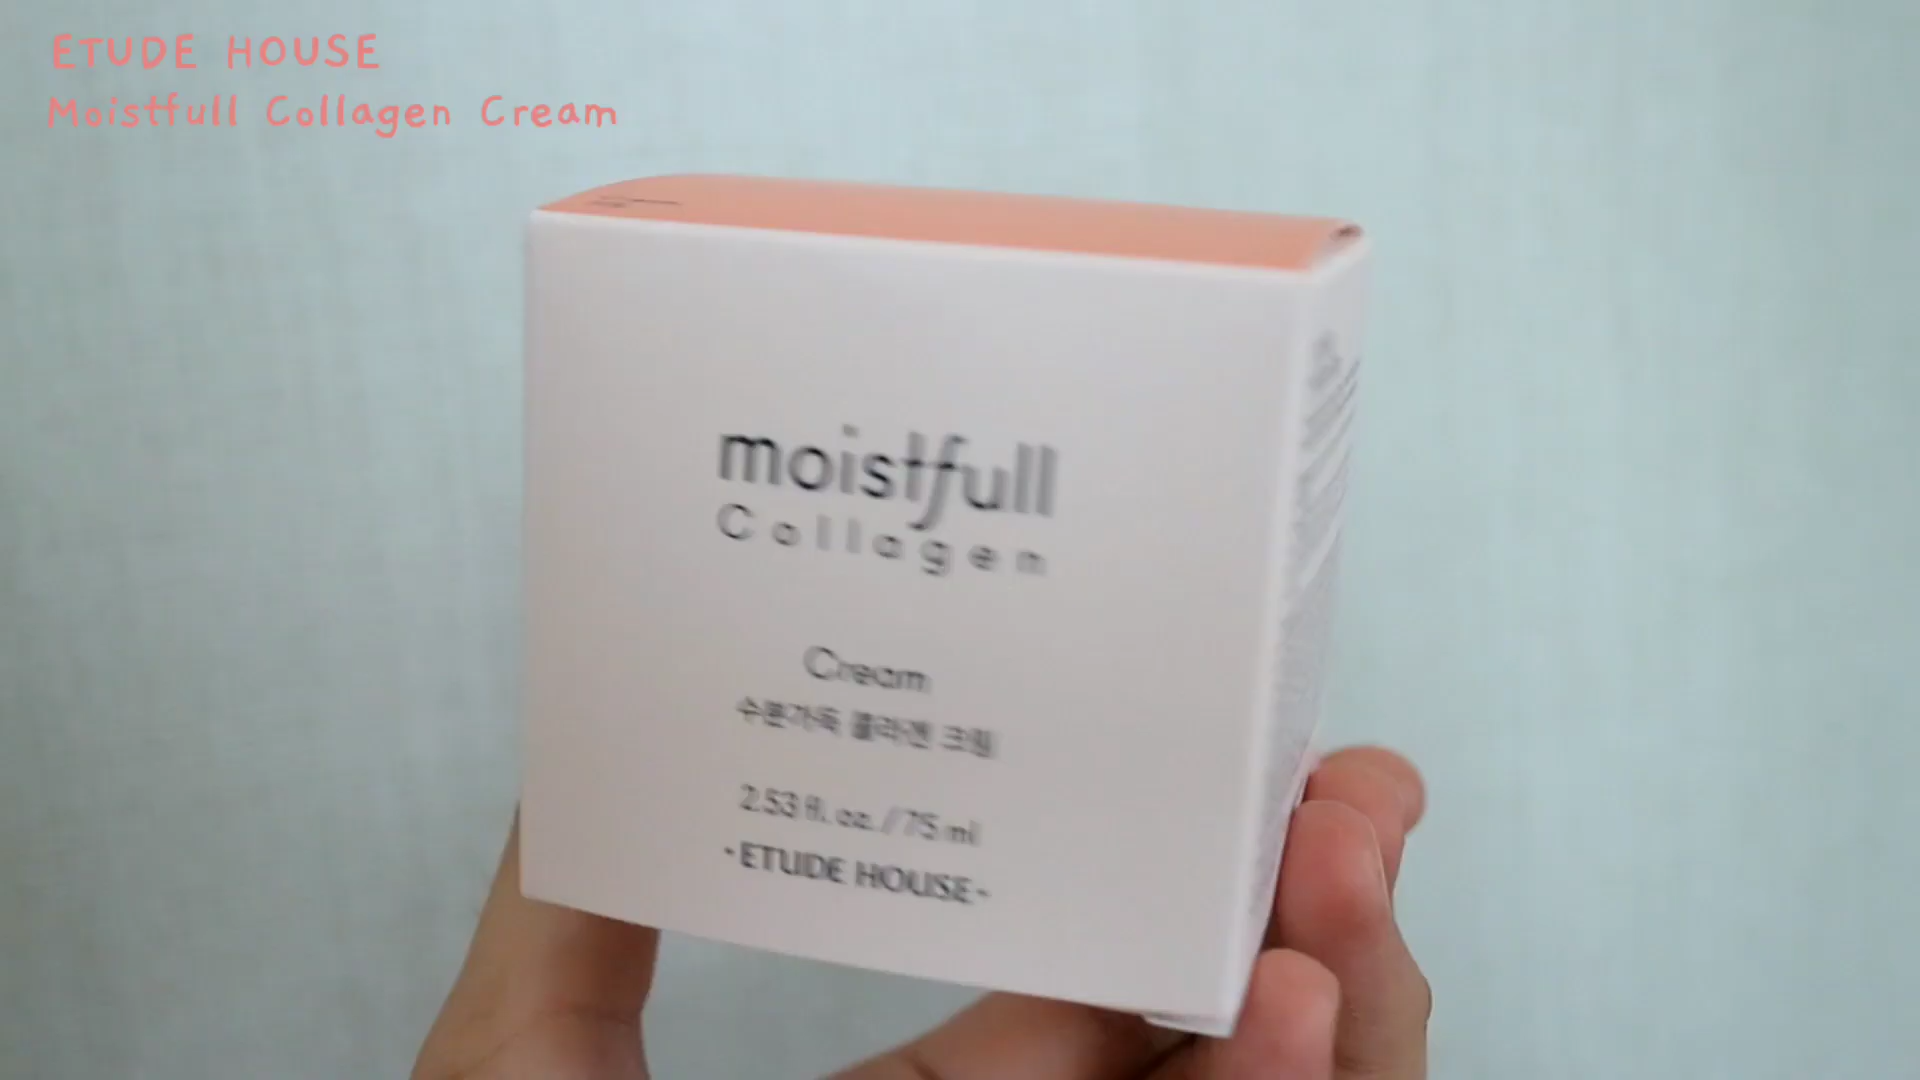 ETUDE HOUSE
Moistfull Collagen Cream
moistfull
Collagen
Cream
수분가득 콜라겐 크림
2.53 fl. oz. / 75 ml
·ETUDE HOUSE·